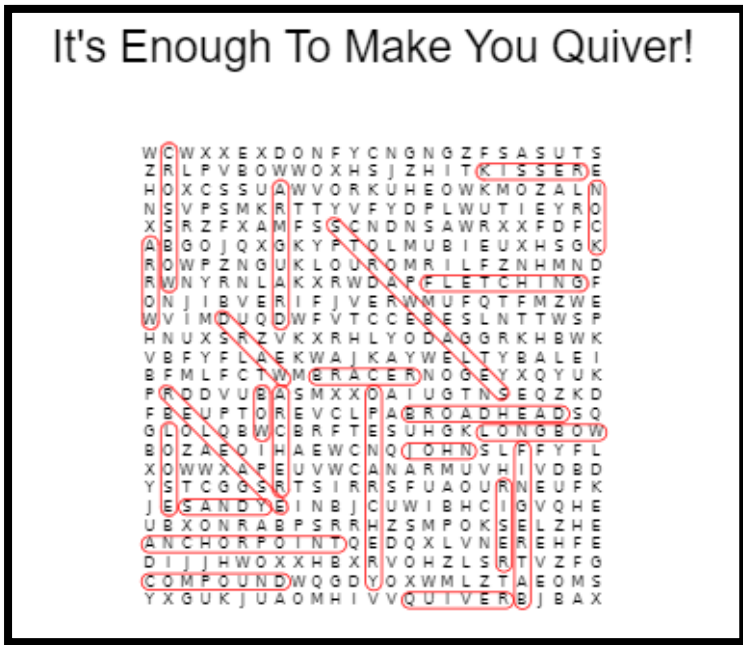 It's Enough To Make You Quiver!
W C W X X E X D O N F Y C N G N G Z F S A S U T S
Z R L P V B O W W O X H S J Z H I T K I S S E R E
H O X C S S U A W V O R K U H E O W K M O Z A L N
N S V P S M K R T T Y V F Y D P L W U T I E Y R O
X S R Z F X A M F S S C N D N S A W R X X F D F C
A B G O J Q X G K Y P T O L M U B I E U X H S G K
R O W P Z N G U K L O U R O M R I L F Z N H M N D
R W N Y R N L A K X R W D A P F L E T C H I N G F
O N J I B V E R I F J V E R W M U F Q T F M Z W E
W V I M D U Q D W F V T C C E B E S L N T T W S P
H N U X S R Z V K X R H L Y O D A G G R K H B W K
V B F Y F L A E K W A J K A Y W E L T Y B A L E I
B F M L F C T W M B R A C E R N O G E Y X Q Y U K
P R D D V U B A S M X X O A I U G T N S E Q Z K D
F B E U P T O R E V C L P A B R O A D H E A D S Q
G L O L Q B W C B R F T E S U H G K L O N G B O W
B O Z A E O I H A E W C N Q J O H N S L F F Y F L
X O W W X A P E U V W C A N A R M U V H I V D B D
Y S T C G G S R T S I R R S F U A O U R N E U F K
J E S A N D Y E I N B J C U W I B H C I G V Q H E
U B X O N R A B P S R R H Z S M P O K S E L Z H E
A N C H O R P O I N T Q E D Q X L V N E R E H F E
D I J J H W O X X H B X R V O H Z L S R T V Z F G
C O M P O U N D W Q G D Y O X W M L Z T A E O M S
Y X G U K J U A O M H I V V Q U I V E R B J B A X